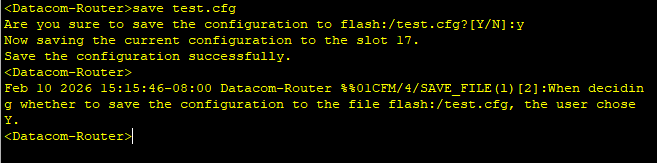 <Datacom-Router>save test.cfg
Are you sure to save the configuration to flash:/test.cfg?[Y/N]:y
Now saving the current configuration to the slot 17.
Save the configuration successfully.
<Datacom-Router>
Feb 10 2026 15:15:46-08:00 Datacom-Router %%01CFM/4/SAVE_FILE(l)[2]:When decidin
g whether to save the configuration to the file flash:/test.cfg, the user chose
Y.
<Datacom-Router>